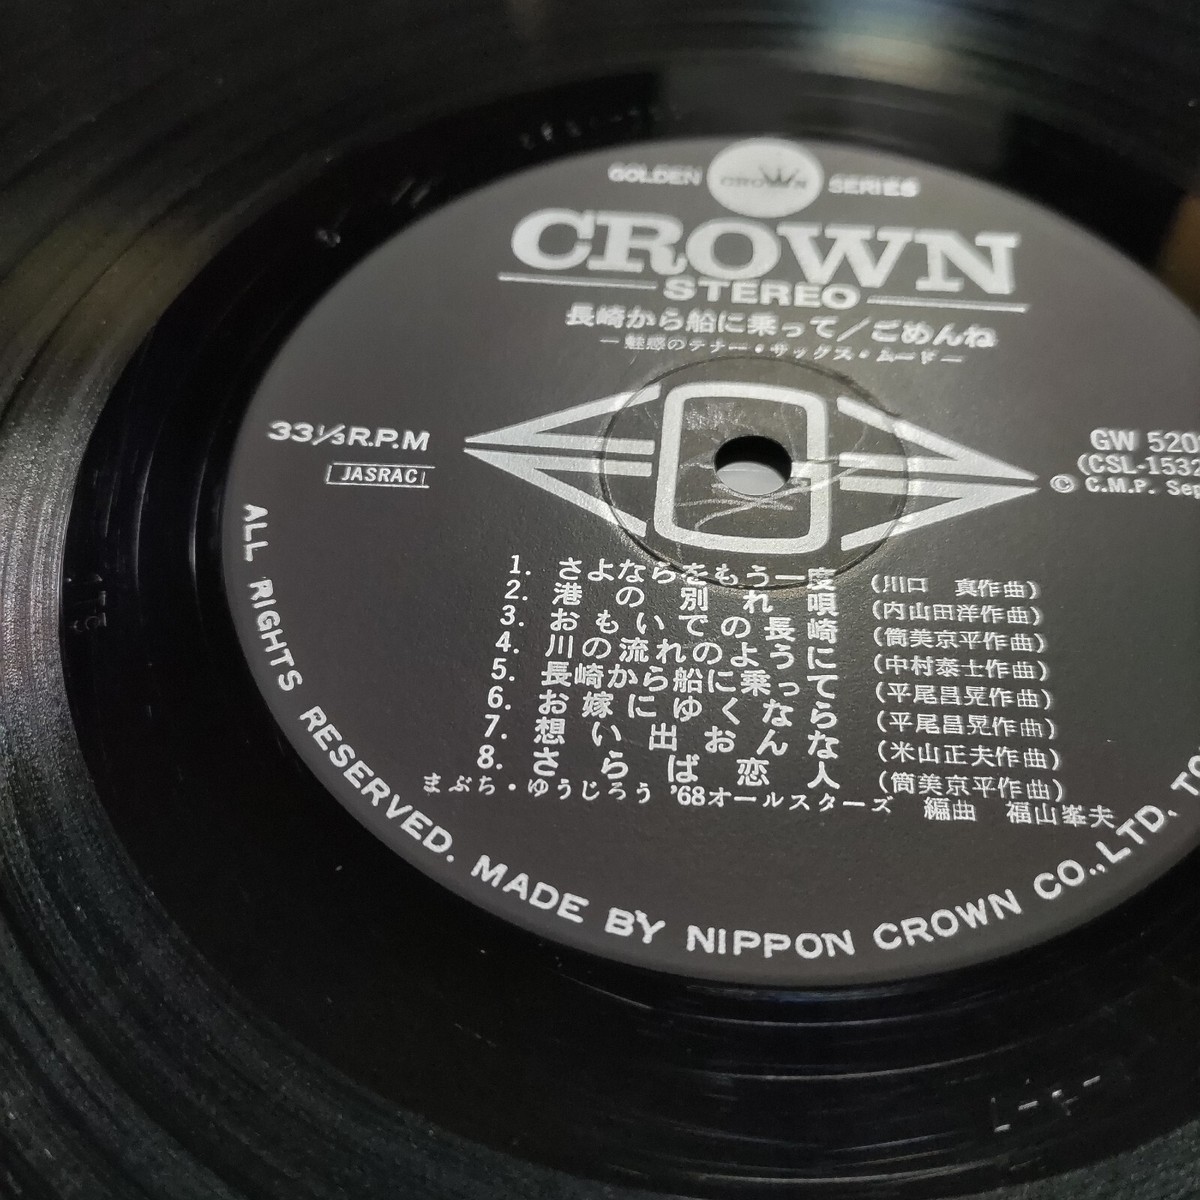 GOLDEN CROWN SERIES
CROWN
STEREO
長崎から船に乗って/ごめんね
—魅惑のテナー・サックス・ムード—
33⅓R.P.M
JASRAC
GW 520
(CSL-1532
© C.M.P. Sep
1. さよならをもう一度 (川口 真作曲)
2. 港の別れ唄 (内山田洋作曲)
3. おもいでの長崎 (筒美京平作曲)
4. 川の流れのように (中村泰士作曲)
5. 長崎から船に乗って (平尾昌晃作曲)
6. お嫁にゆくなら (平尾昌晃作曲)
7. 想い出おんな (米山正夫作曲)
8. さらば恋人 (筒美京平作曲)
まぶち・ゆうじろう '68オールスターズ 編曲 福山峯夫
ALL RIGHTS RESERVED. MADE BY NIPPON CROWN CO., LTD. TO